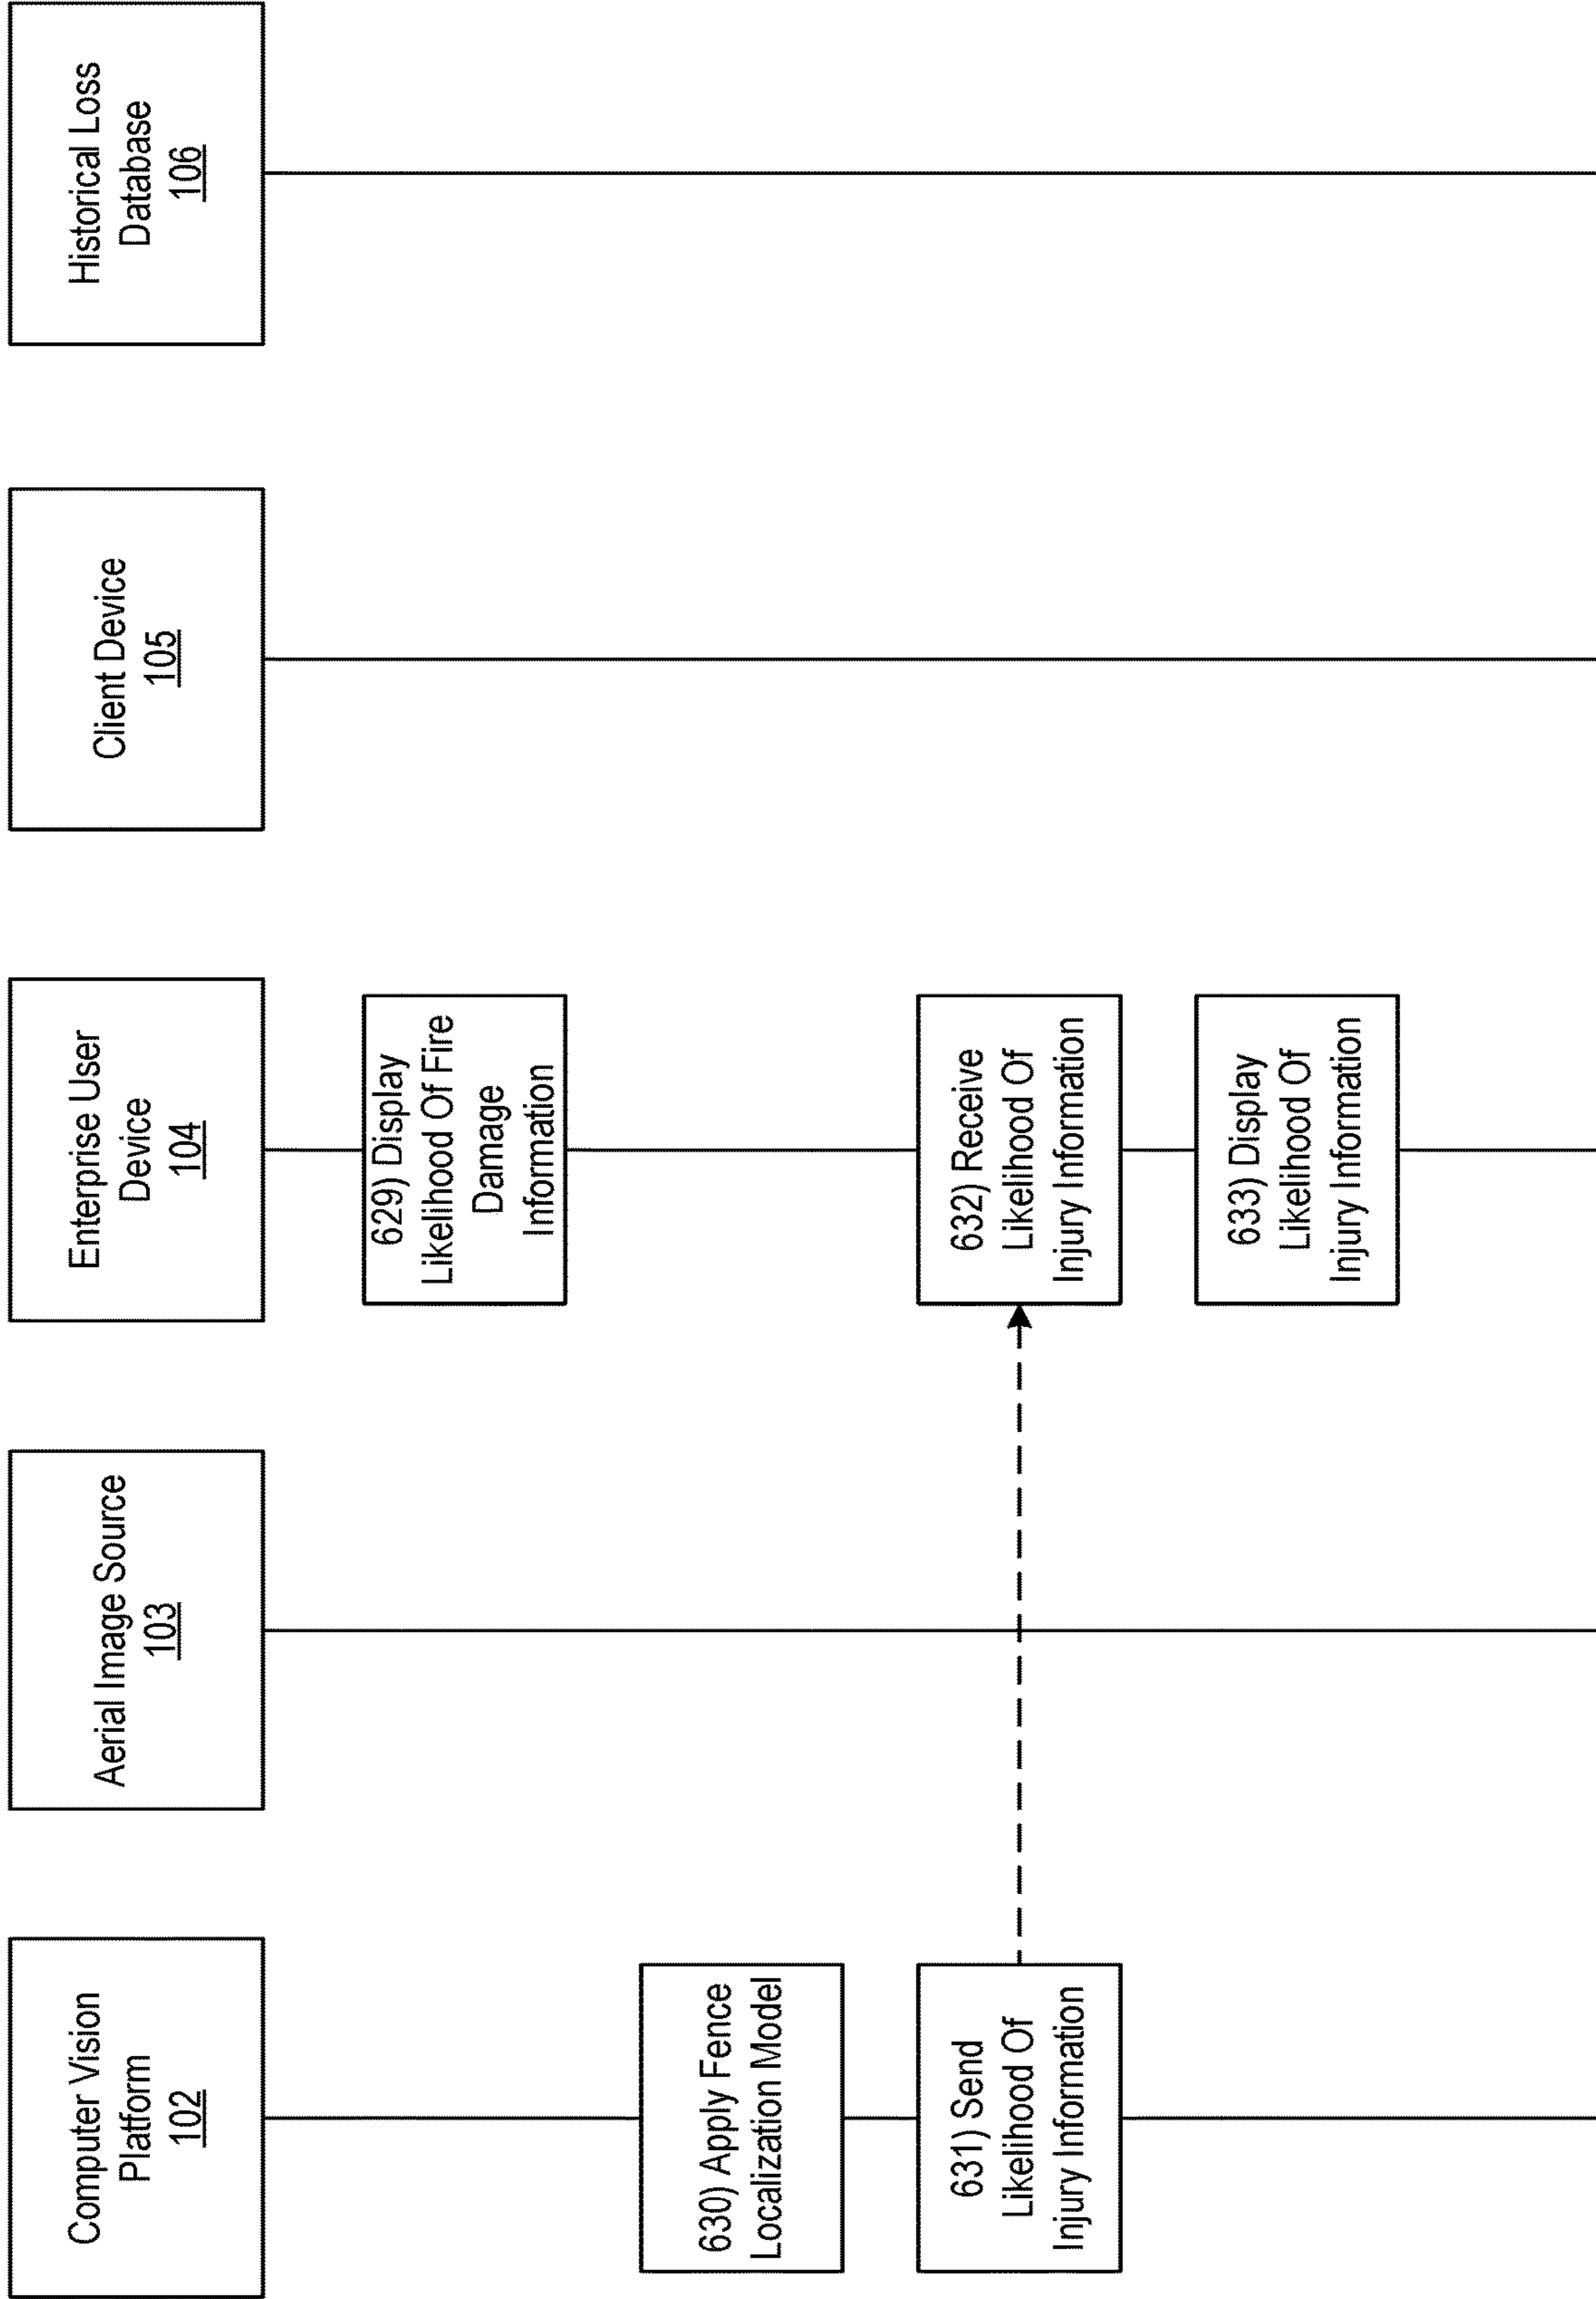 Computer Vision
Platform
102
Aerial Image Source
103
Enterprise User
Device
104
Client Device
105
Historical Loss
Database
106
629) Display
Likelihood Of Fire
Damage
Information
630) Apply Fence
Localization Model
631) Send
Likelihood Of
Injury Information
632) Receive
Likelihood Of
Injury Information
633) Display
Likelihood Of
Injury Information